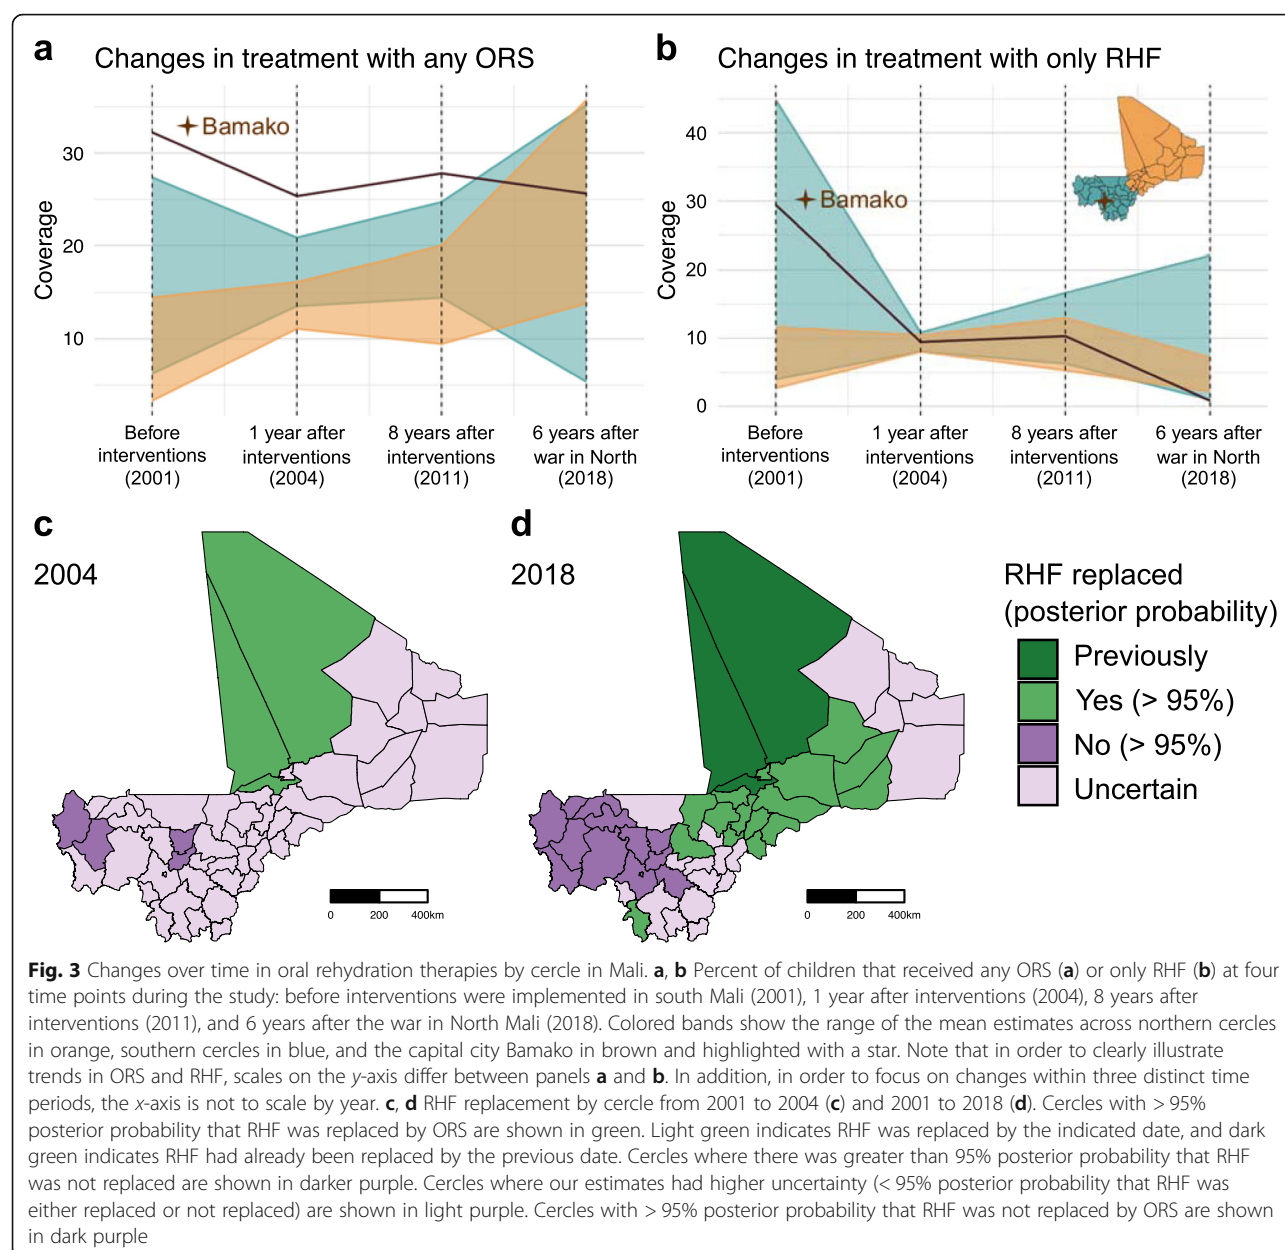 a
Changes in treatment with any ORS
Bamako
Coverage
30
20
10
Before interventions (2001)
1 year after interventions (2004)
8 years after interventions (2011)
6 years after war in North (2018)
b
Changes in treatment with only RHF
Bamako
Coverage
40
30
20
10
0
Before interventions (2001)
1 year after interventions (2004)
8 years after interventions (2011)
6 years after war in North (2018)
c
2004
0 200 400km
d
2018
0 200 400km
RHF replaced
(posterior probability)
Previously
Yes (> 95%)
No (> 95%)
Uncertain
Fig. 3 Changes over time in oral rehydration therapies by cercle in Mali. a, b Percent of children that received any ORS (a) or only RHF (b) at four
time points during the study: before interventions were implemented in south Mali (2001), 1 year after interventions (2004), 8 years after
interventions (2011), and 6 years after the war in North Mali (2018). Colored bands show the range of the mean estimates across northern cercles
in orange, southern cercles in blue, and the capital city Bamako in brown and highlighted with a star. Note that in order to clearly illustrate
trends in ORS and RHF, scales on the y-axis differ between panels a and b. In addition, in order to focus on changes within three distinct time
periods, the x-axis is not to scale by year. c, d RHF replacement by cercle from 2001 to 2004 (c) and 2001 to 2018 (d). Cercles with > 95%
posterior probability that RHF was replaced by ORS are shown in green. Light green indicates RHF was replaced by the indicated date, and dark
green indicates RHF had already been replaced by the previous date. Cercles where there was greater than 95% posterior probability that RHF
was not replaced are shown in darker purple. Cercles where our estimates had higher uncertainty (< 95% posterior probability that RHF was
either replaced or not replaced) are shown in light purple. Cercles with > 95% posterior probability that RHF was not replaced by ORS are shown
in dark purple